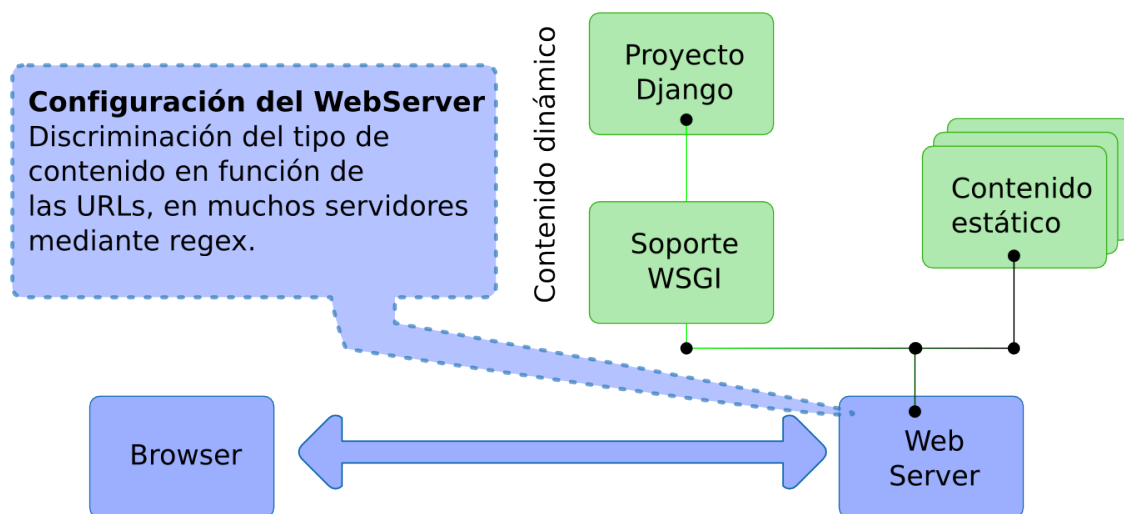 Configuración del WebServer
Discriminación del tipo de
contenido en función de
las URLs, en muchos servidores
mediante regex.
Contenido dinámico
Proyecto
Django
Soporte
WSGI
Contenido
estático
Browser
Web
Server